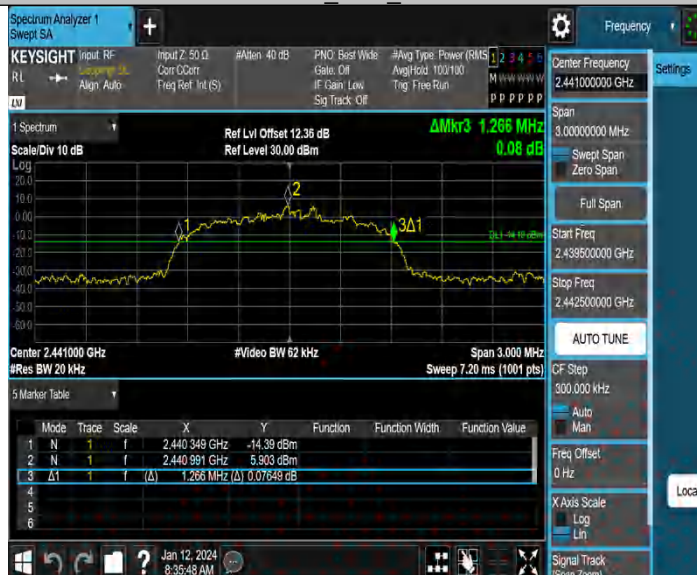 Spectrum Analyzer 1
Swept SA
+
Frequency
KEYSIGHT
RL
Input: RF
Align: Auto
Input Z: 50 Ω
Corr CCorr
Freq Ref: Int (S)
#Atten: 40 dB
PNO: Best Wide
Gate: Off
IF Gain: Low
Sig Track: Off
#Avg Type: Power (RMS)
Avg|Hold: 100/100
Trig: Free Run
1 2 3 4 5 6
M W W W W W
P P P P P P
LXI
1 Spectrum
Scale/Div 10 dB
Ref Lvl Offset 12.36 dB
Ref Level 30.00 dBm
ΔMkr3 1.266 MHz
0.08 dB
Log
20.0
10.0
0.00
-10.0
-20.0
-30.0
-40.0
-50.0
-60.0
1
2
3Δ1
Center 2.441000 GHz
#Res BW 20 kHz
#Video BW 62 kHz
Span 3.000 MHz
Sweep 7.20 ms (1001 pts)
5 Marker Table
Mode Trace Scale X Y Function Function Width Function Value
1 N 1 f 2.440 349 GHz -14.39 dBm
2 N 1 f 2.440 991 GHz 5.903 dBm
3 Δ1 1 f (Δ) 1.266 MHz (Δ) 0.07649 dB
4
5
6
Jan 12, 2024
8:35:48 AM
?
Center Frequency
2.441000000 GHz
Settings
Span
3.00000000 MHz
Swept Span
Zero Span
Full Span
Start Freq
2.439500000 GHz
Stop Freq
2.442500000 GHz
AUTO TUNE
CF Step
300.000 kHz
Auto
Man
Freq Offset
0 Hz
Loca
X Axis Scale
Log
Lin
Signal Track
(Span Zoom)